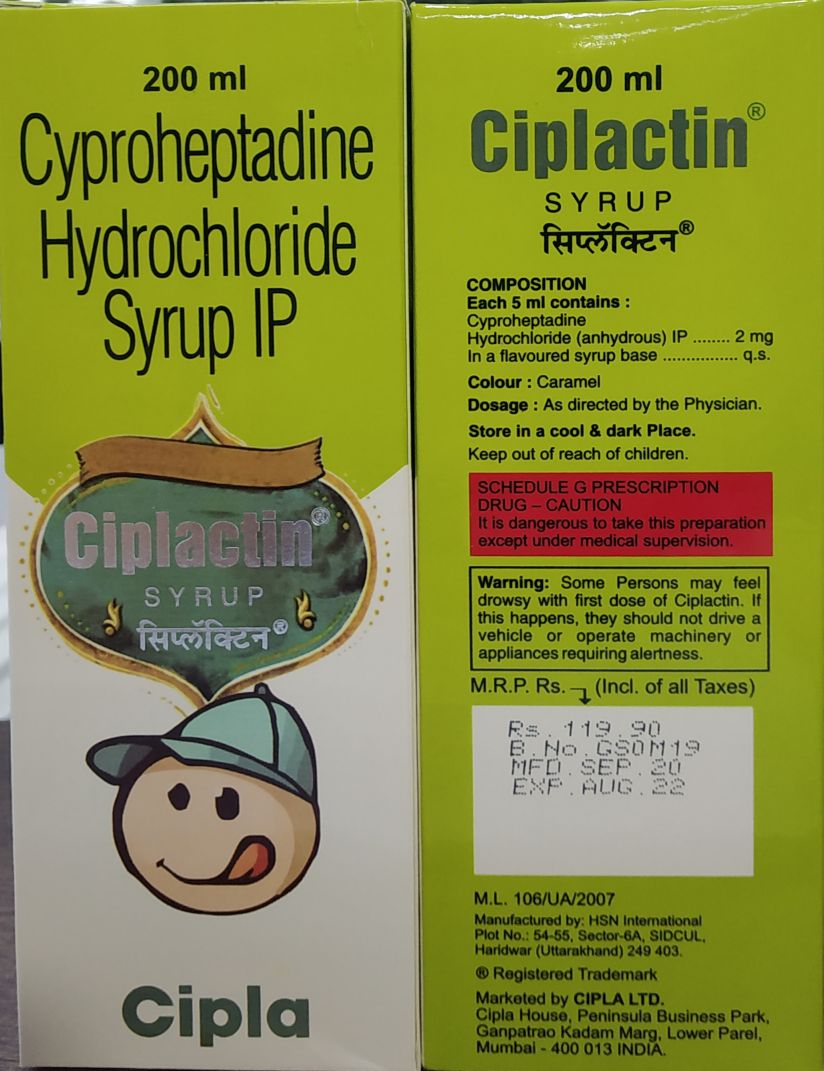 200 ml
Cyproheptadine
Hydrochloride
Syrup IP
Ciplactin®
SYRUP
सिप्लॅक्टिन®
Cipla
200 ml
Ciplactin®
SYRUP
सिप्लॅक्टिन®
COMPOSITION
Each 5 ml contains :
Cyproheptadine
Hydrochloride (anhydrous) IP ........ 2 mg
In a flavoured syrup base ................ q.s.
Colour : Caramel
Dosage : As directed by the Physician.
Store in a cool & dark Place.
Keep out of reach of children.
SCHEDULE G PRESCRIPTION
DRUG – CAUTION
It is dangerous to take this preparation
except under medical supervision.
Warning: Some Persons may feel
drowsy with first dose of Ciplactin. If
this happens, they should not drive a
vehicle or operate machinery or
appliances requiring alertness.
M.R.P. Rs. (Incl. of all Taxes)
Rs. 119.90
B.No.GS0M19
MFD.SEP.20
EXP.AUG.22
M.L. 106/UA/2007
Manufactured by: HSN International
Plot No.: 54-55, Sector-6A, SIDCUL,
Haridwar (Uttarakhand) 249 403.
® Registered Trademark
Marketed by CIPLA LTD.
Cipla House, Peninsula Business Park,
Ganpatrao Kadam Marg, Lower Parel,
Mumbai - 400 013 INDIA.